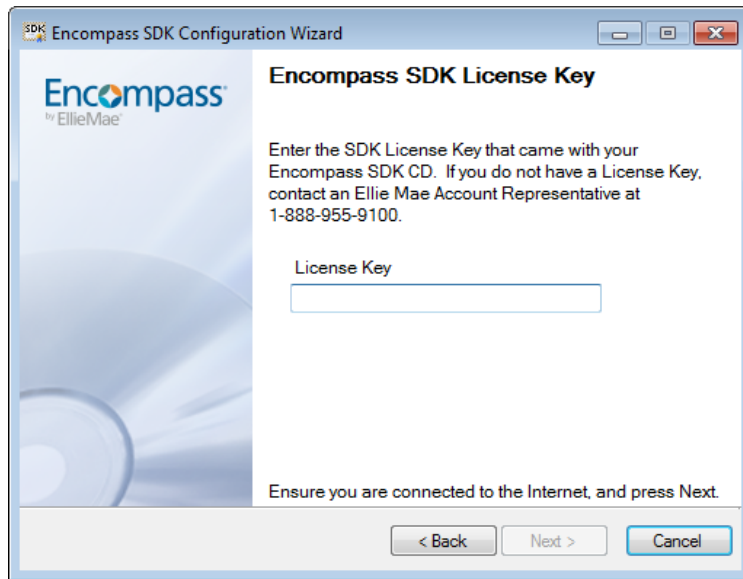 SDK Encompass SDK Configuration Wizard
Encompass SDK License Key
Encompass®
by EllieMae®
Enter the SDK License Key that came with your
Encompass SDK CD. If you do not have a License Key,
contact an Ellie Mae Account Representative at
1-888-955-9100.
License Key
Ensure you are connected to the Internet, and press Next.
< Back Next > Cancel